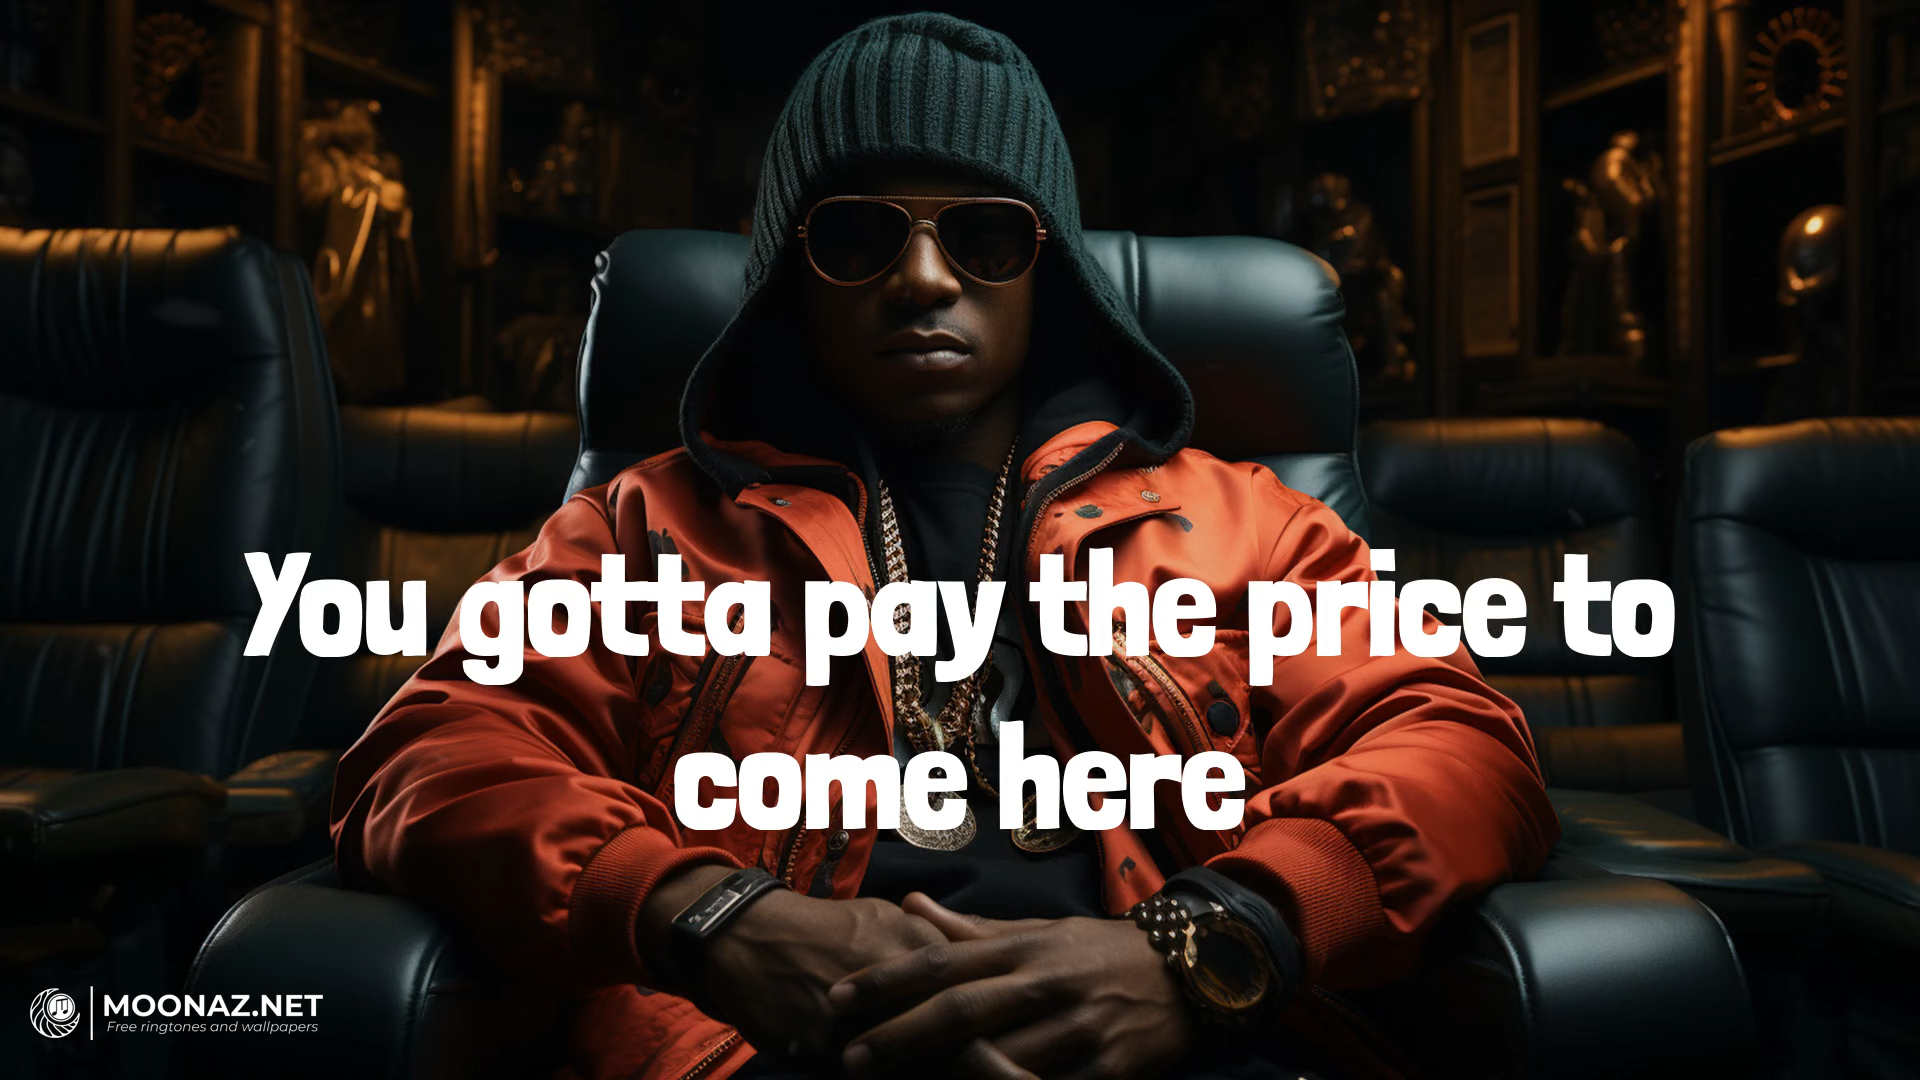 You gotta pay the price to
come here
MOONAZ.NET
Free ringtones and wallpapers